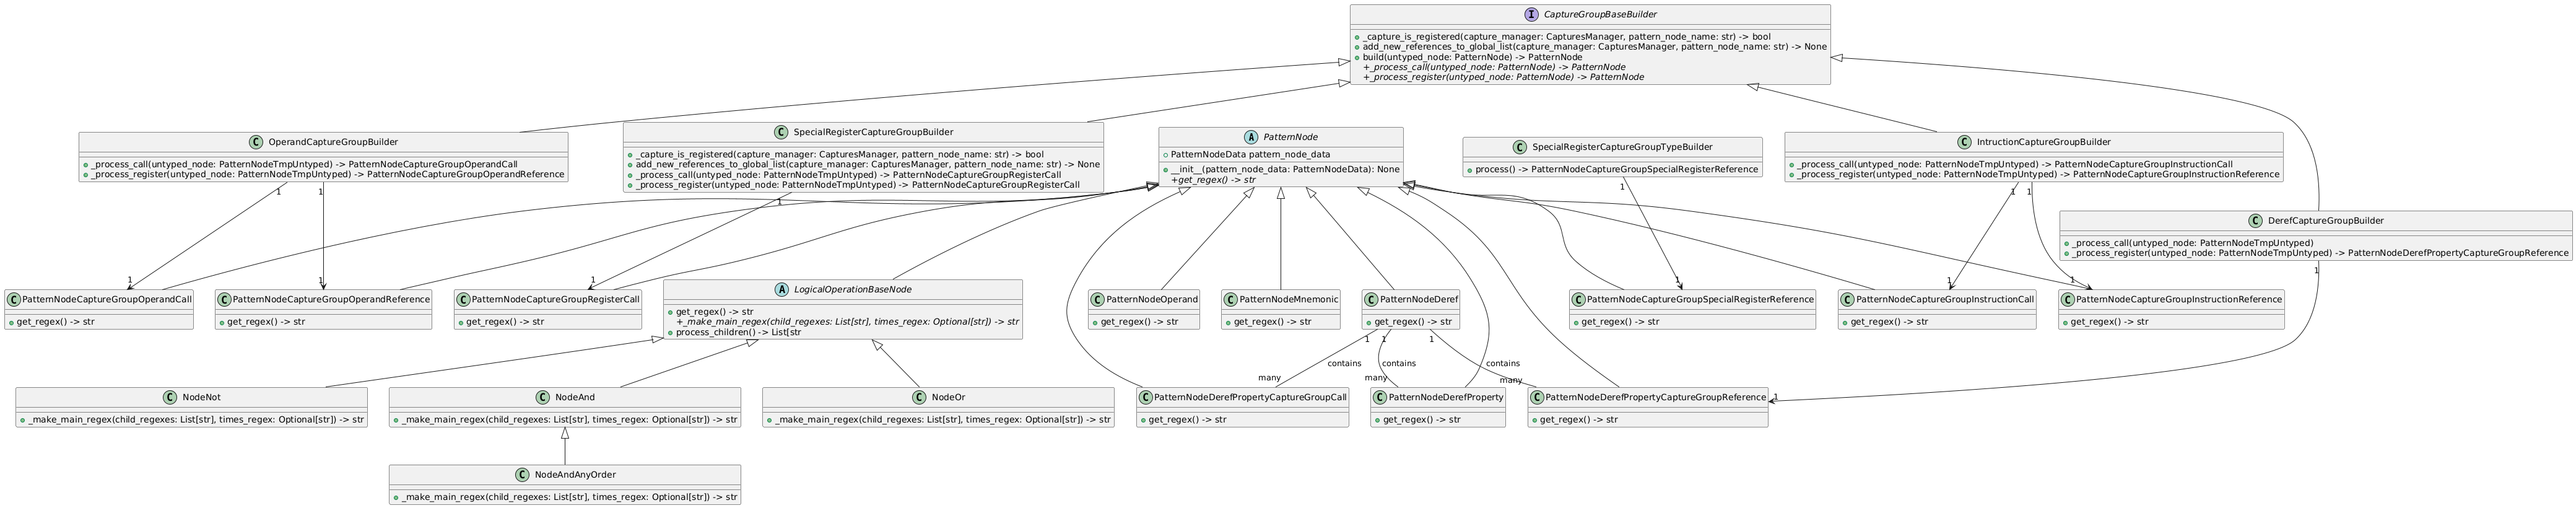 I CaptureGroupBaseBuilder
_capture_is_registered(capture_manager: CapturesManager, pattern_node_name: str) -> bool
add_new_references_to_global_list(capture_manager: CapturesManager, pattern_node_name: str) -> None
build(untyped_node: PatternNode) -> PatternNode
+_process_call(untyped_node: PatternNode) -> PatternNode
+_process_register(untyped_node: PatternNode) -> PatternNode
C OperandCaptureGroupBuilder
_process_call(untyped_node: PatternNodeTmpUntyped) -> PatternNodeCaptureGroupOperandCall
_process_register(untyped_node: PatternNodeTmpUntyped) -> PatternNodeCaptureGroupOperandReference
C SpecialRegisterCaptureGroupBuilder
_capture_is_registered(capture_manager: CapturesManager, pattern_node_name: str) -> bool
add_new_references_to_global_list(capture_manager: CapturesManager, pattern_node_name: str) -> None
_process_call(untyped_node: PatternNodeTmpUntyped) -> PatternNodeCaptureGroupRegisterCall
_process_register(untyped_node: PatternNodeTmpUntyped) -> PatternNodeCaptureGroupRegisterCall
A PatternNode
PatternNodeData pattern_node_data
__init__(pattern_node_data: PatternNodeData): None
+get_regex() -> str
C SpecialRegisterCaptureGroupTypeBuilder
process() -> PatternNodeCaptureGroupSpecialRegisterReference
C IntructionCaptureGroupBuilder
_process_call(untyped_node: PatternNodeTmpUntyped) -> PatternNodeCaptureGroupInstructionCall
_process_register(untyped_node: PatternNodeTmpUntyped) -> PatternNodeCaptureGroupInstructionReference
C DerefCaptureGroupBuilder
_process_call(untyped_node: PatternNodeTmpUntyped)
_process_register(untyped_node: PatternNodeTmpUntyped) -> PatternNodeDerefPropertyCaptureGroupReference
1 1 1 1 1 1 1
1 1 1 1 1 1
C PatternNodeCaptureGroupOperandCall
get_regex() -> str
C PatternNodeCaptureGroupOperandReference
get_regex() -> str
C PatternNodeCaptureGroupRegisterCall
get_regex() -> str
A LogicalOperationBaseNode
get_regex() -> str
+_make_main_regex(child_regexes: List[str], times_regex: Optional[str]) -> str
process_children() -> List[str
C PatternNodeOperand
get_regex() -> str
C PatternNodeMnemonic
get_regex() -> str
C PatternNodeDeref
get_regex() -> str
C PatternNodeCaptureGroupSpecialRegisterReference
get_regex() -> str
C PatternNodeCaptureGroupInstructionCall
get_regex() -> str
C PatternNodeCaptureGroupInstructionReference
get_regex() -> str
1 1 1
contains contains contains
many many many 1
C NodeNot
_make_main_regex(child_regexes: List[str], times_regex: Optional[str]) -> str
C NodeAnd
_make_main_regex(child_regexes: List[str], times_regex: Optional[str]) -> str
C NodeOr
_make_main_regex(child_regexes: List[str], times_regex: Optional[str]) -> str
C PatternNodeDerefPropertyCaptureGroupCall
get_regex() -> str
C PatternNodeDerefProperty
get_regex() -> str
C PatternNodeDerefPropertyCaptureGroupReference
get_regex() -> str
C NodeAndAnyOrder
_make_main_regex(child_regexes: List[str], times_regex: Optional[str]) -> str